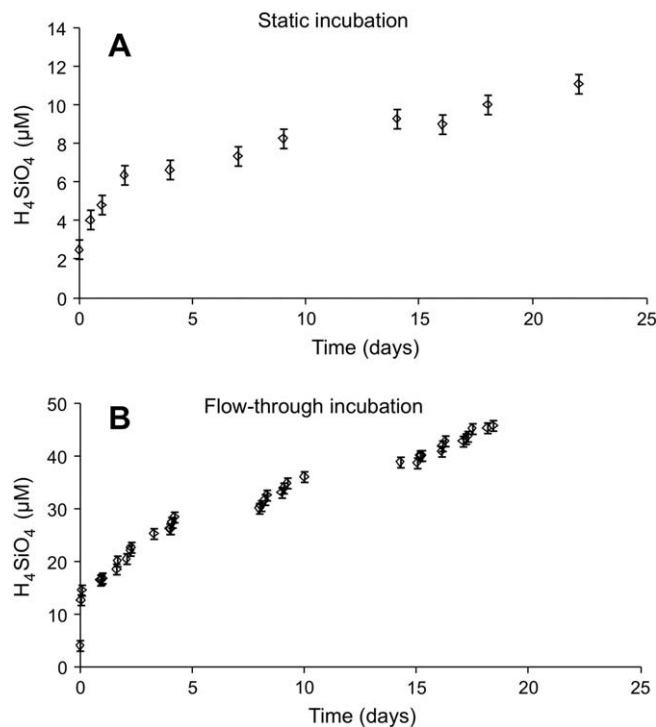 Static incubation
A
14
12
10
8
6
4
2
0
H₄SiO₄ (µM)
0 5 10 15 20 25
Time (days)
Flow-through incubation
B
50
40
30
20
10
0
H₄SiO₄ (µM)
0 5 10 15 20 25
Time (days)